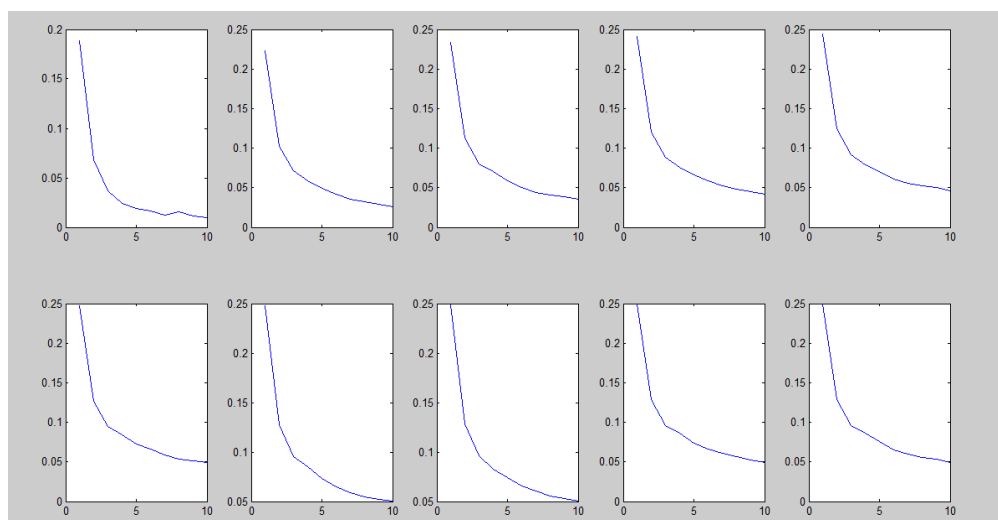 0.2 0.25 0.25 0.25 0.25
0.15 0.2 0.2 0.2 0.2
0.15 0.15 0.15 0.15
0.1 0.1 0.1 0.1 0.1
0.05 0.05 0.05 0.05 0.05
0 0 0 0 0
0 5 10 0 5 10 0 5 10 0 5 10 0 5 10
0.25 0.25 0.25 0.25 0.25
0.2 0.2 0.2 0.2 0.2
0.15 0.15 0.15 0.15 0.15
0.1 0.1 0.1 0.1 0.1
0.05 0.05 0.05
0 0.05 0.05 0 0
0 5 10 0 5 10 0 5 10 0 5 10 0 5 10